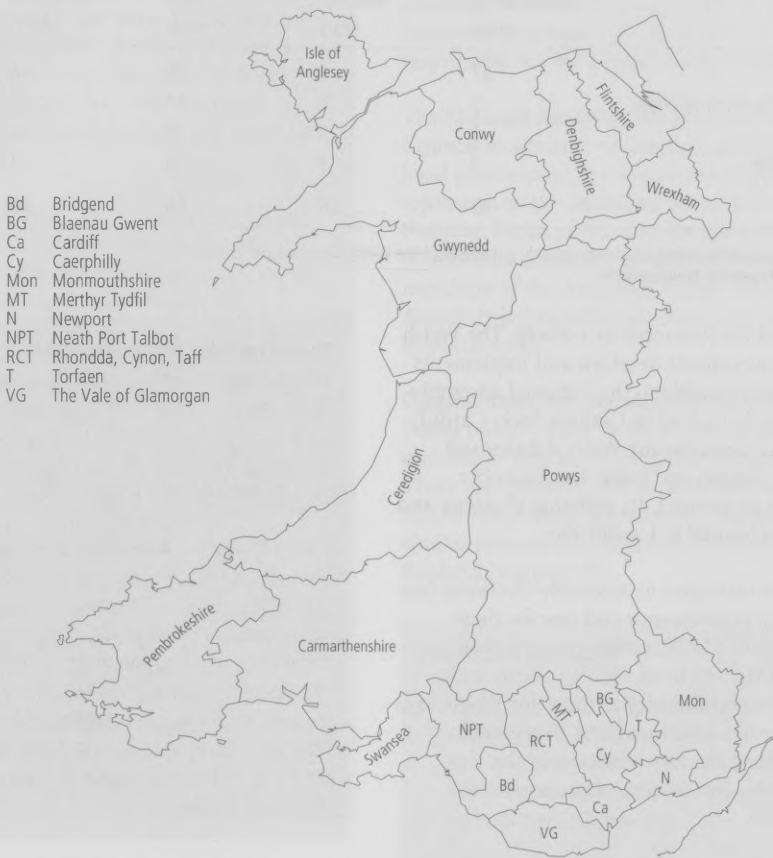 Isle of
Anglesey
Conwy
Denbighshire
Flintshire
Wrexham
Gwynedd
Bd Bridgend
BG Blaenau Gwent
Ca Cardiff
Cy Caerphilly
Mon Monmouthshire
MT Merthyr Tydfil
N Newport
NPT Neath Port Talbot
RCT Rhondda, Cynon, Taff
T Torfaen
VG The Vale of Glamorgan
Ceredigion
Powys
Pembrokeshire
Carmarthenshire
Swansea
NPT
RCT
MT
BG
T
Mon
Cy
Bd
N
Ca
VG